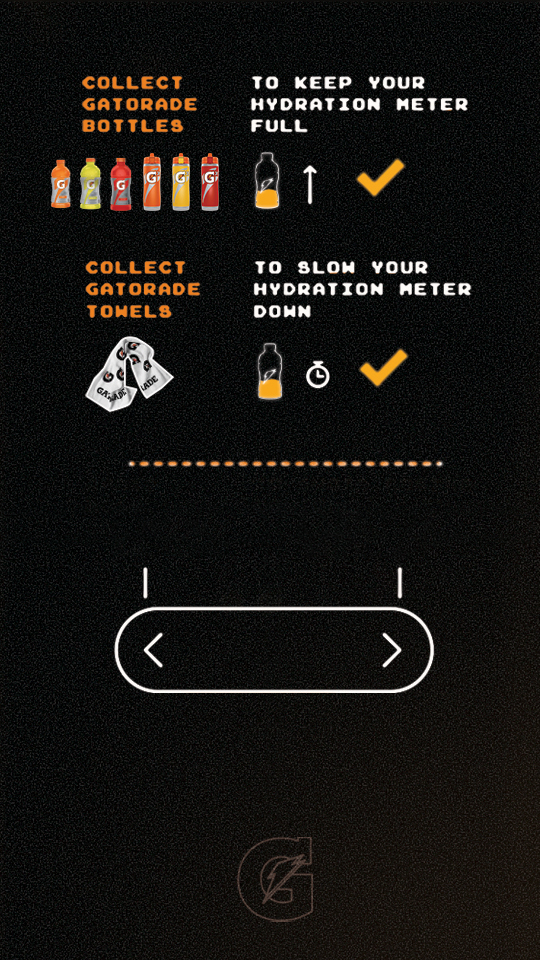 COLLECT
GATORADE
BOTTLES
TO KEEP YOUR
HYDRATION METER
FULL
G G G G G G
COLLECT
GATORADE
TOWELS
TO SLOW YOUR
HYDRATION METER
DOWN
G